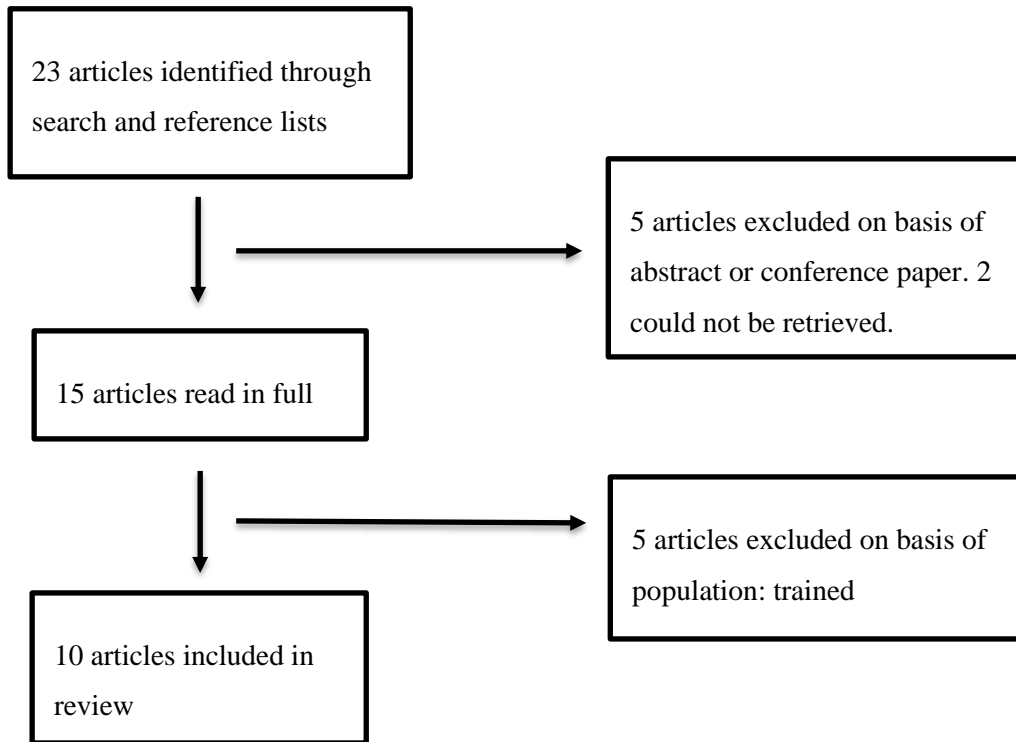 23 articles identified through
search and reference lists
5 articles excluded on basis of
abstract or conference paper. 2
could not be retrieved.
15 articles read in full
5 articles excluded on basis of
population: trained
10 articles included in
review